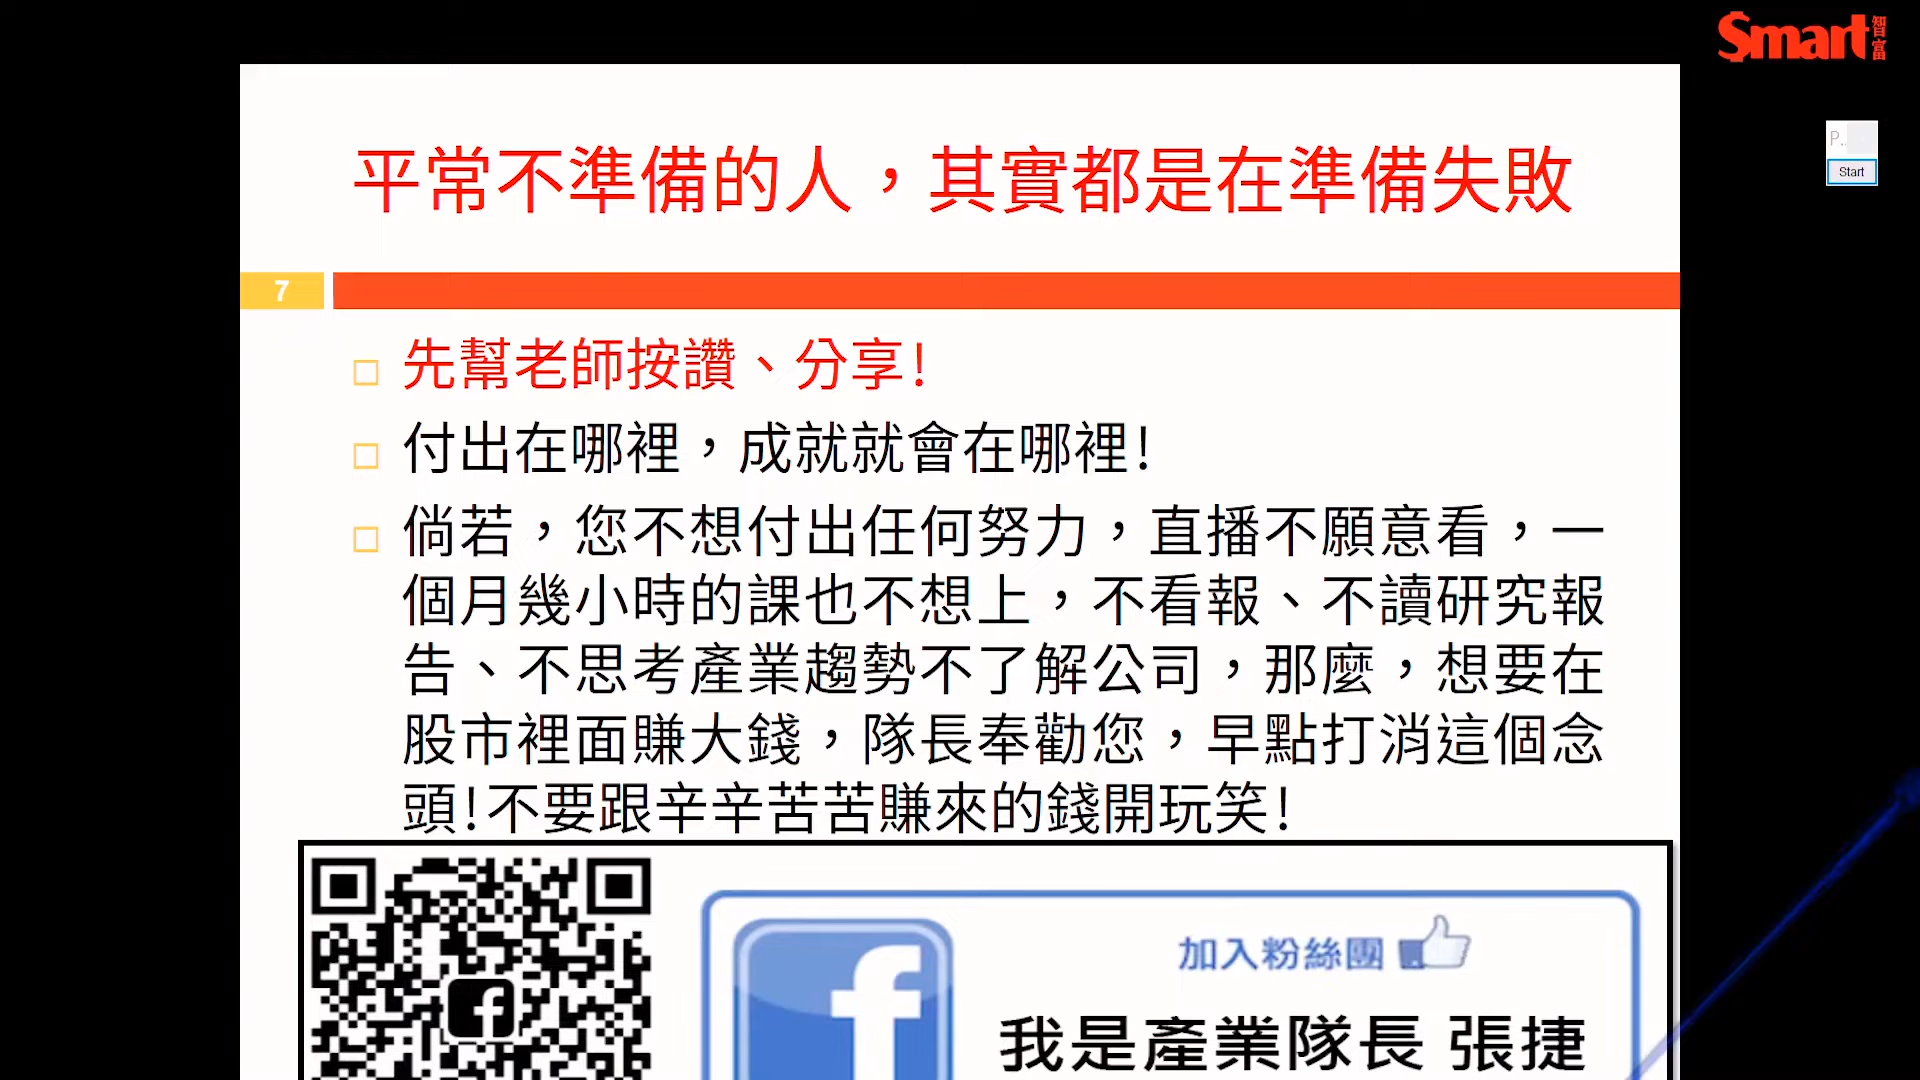 Smart智富
P..
Start
平常不準備的人，其實都是在準備失敗
7
先幫老師按讚、分享!
付出在哪裡，成就就會在哪裡!
倘若，您不想付出任何努力，直播不願意看，一
個月幾小時的課也不想上，不看報、不讀研究報
告、不思考產業趨勢不了解公司，那麼，想要在
股市裡面賺大錢，隊長奉勸您，早點打消這個念
頭!不要跟辛辛苦苦賺來的錢開玩笑!
加入粉絲團
我是產業隊長 張捷